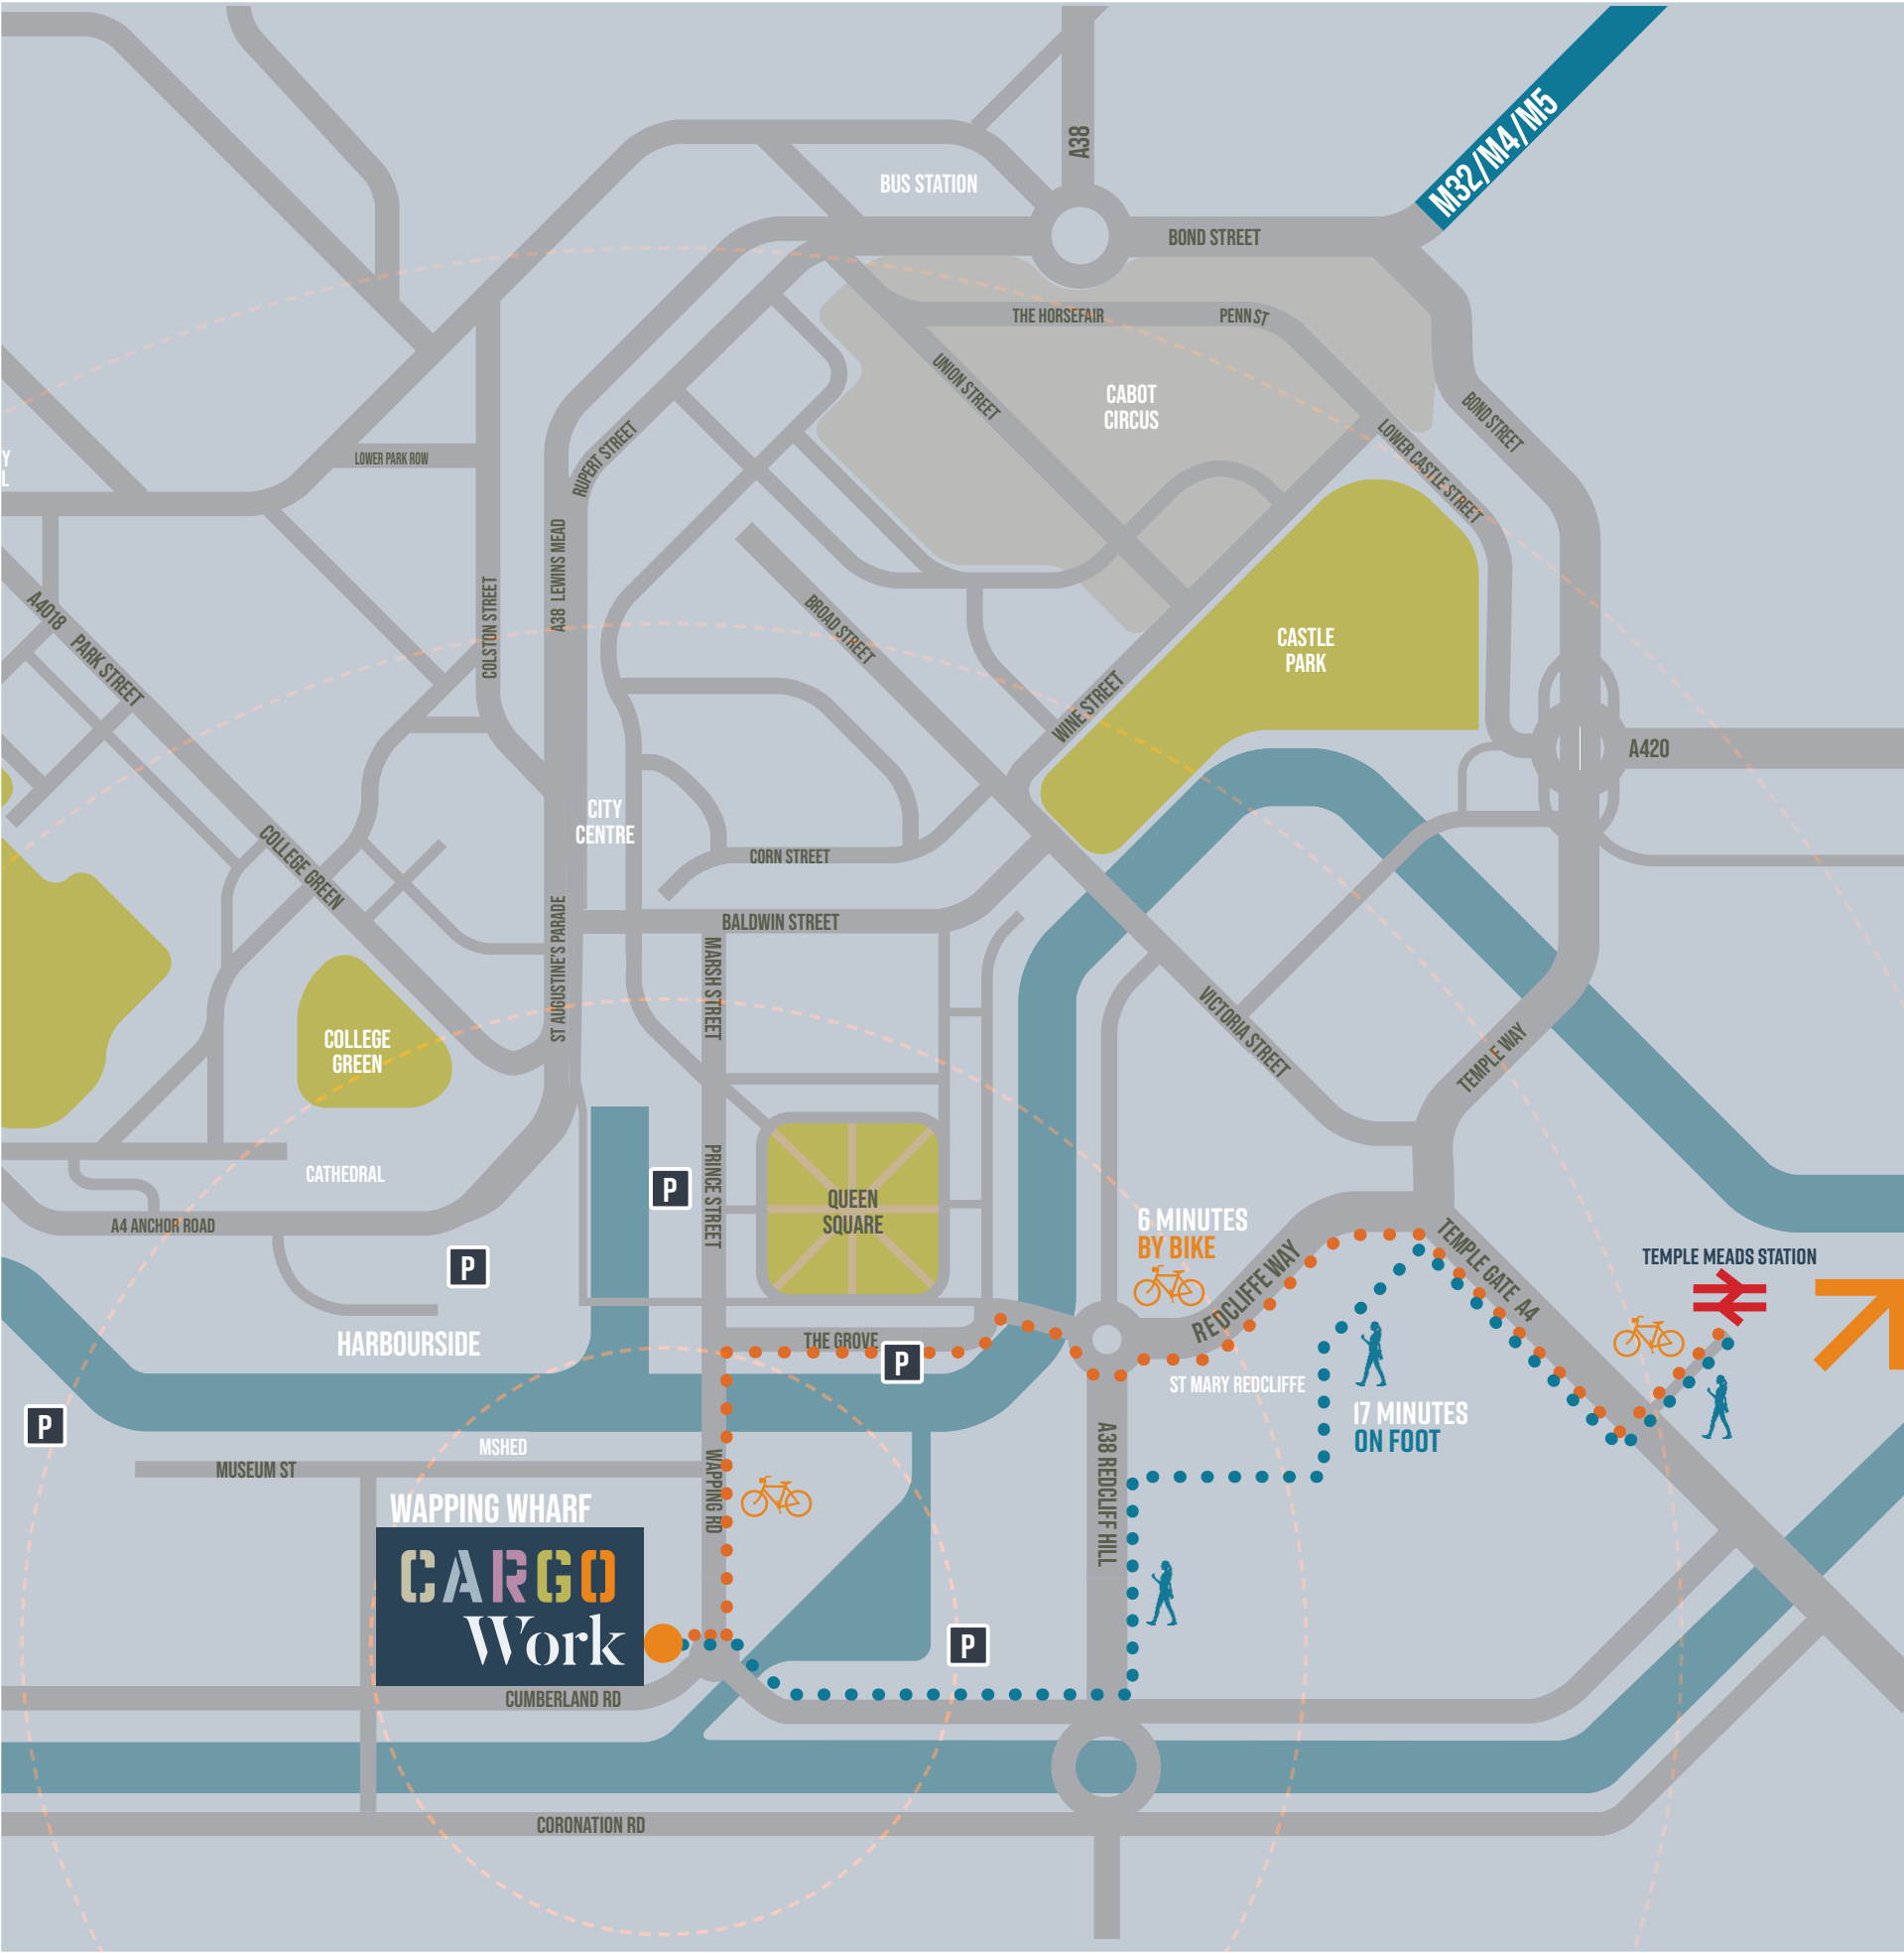 M32/M4/M5
A38
BUS STATION
BOND STREET
THE HORSEFAIR
PENN ST
UNION STREET
CABOT
CIRCUS
BOND STREET
LOWER CASTLE STREET
RUPERT STREET
LOWER PARK ROW
Y
L
A38 LEWINS MEAD
COLSTON STREET
BROAD STREET
A4018 PARK STREET
CASTLE
PARK
WINE STREET
A420
CITY
CENTRE
COLLEGE GREEN
CORN STREET
BALDWIN STREET
ST AUGUSTINE'S PARADE
MARSH STREET
VICTORIA STREET
TEMPLE WAY
COLLEGE
GREEN
CATHEDRAL
A4 ANCHOR ROAD
P
P
PRINCE STREET
QUEEN
SQUARE
6 MINUTES
BY BIKE
REDCLIFFE WAY
TEMPLE GATE A4
TEMPLE MEADS STATION
HARBOURSIDE
THE GROVE
P
ST MARY REDCLIFFE
17 MINUTES
ON FOOT
P
MSHED
MUSEUM ST
WAPPING RD
A38 REDCLIFF HILL
WAPPING WHARF
CARGO
Work
P
CUMBERLAND RD
CORONATION RD